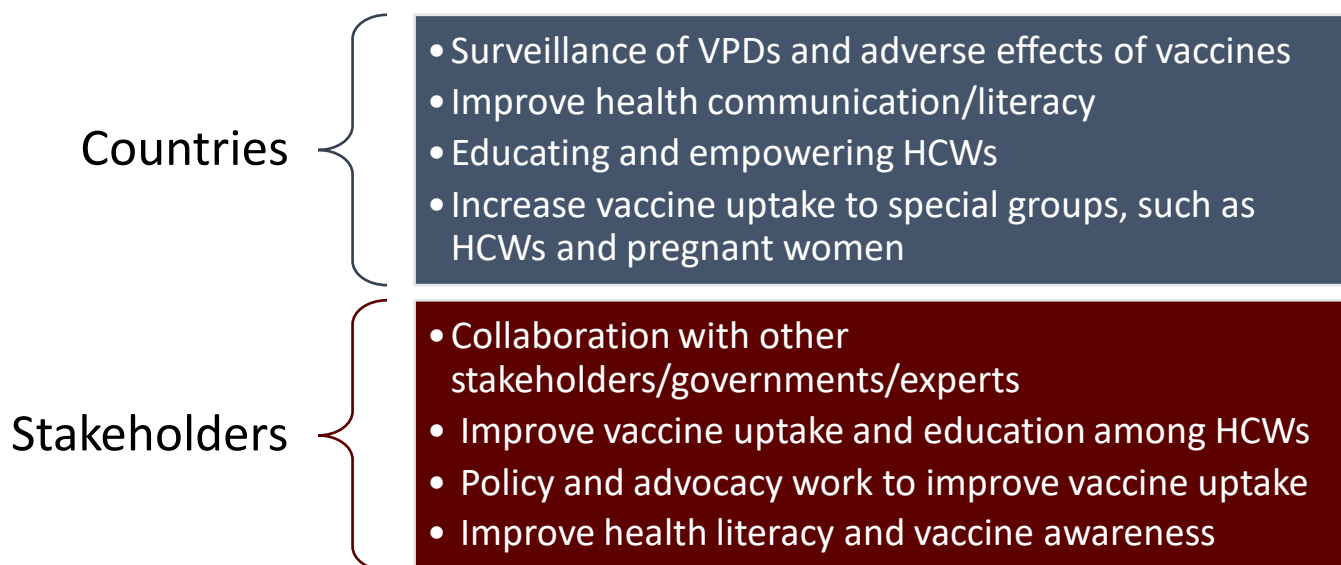 Countries
• Surveillance of VPDs and adverse effects of vaccines
• Improve health communication/literacy
• Educating and empowering HCWs
• Increase vaccine uptake to special groups, such as
HCWs and pregnant women
Stakeholders
• Collaboration with other
stakeholders/governments/experts
• Improve vaccine uptake and education among HCWs
• Policy and advocacy work to improve vaccine uptake
• Improve health literacy and vaccine awareness